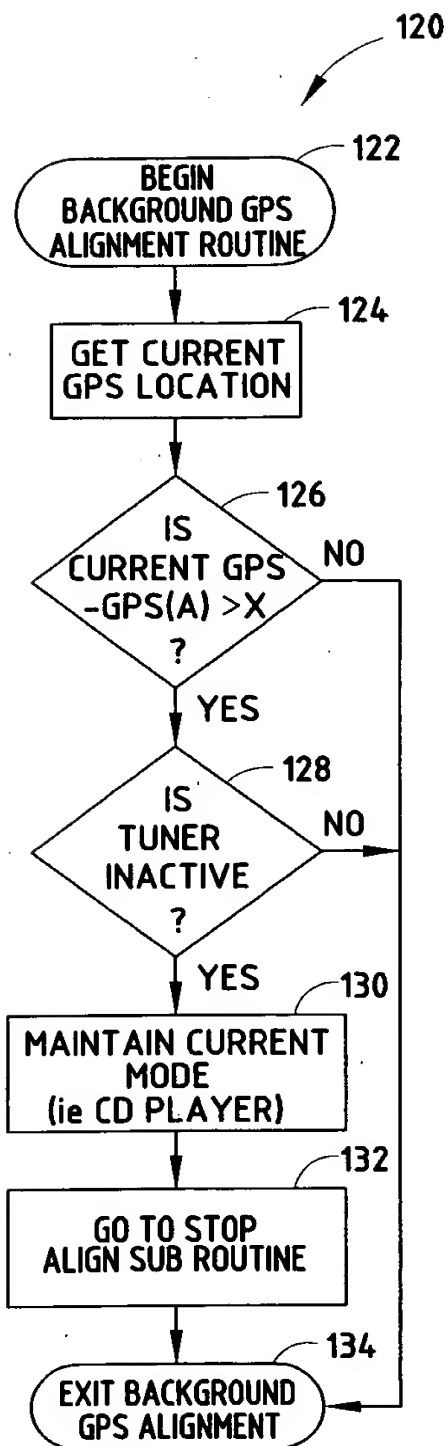 120
122
BEGIN
BACKGROUND GPS
ALIGNMENT ROUTINE
124
GET CURRENT
GPS LOCATION
126
IS
CURRENT GPS
-GPS(A) >X
?
NO
YES
128
IS
TUNER
INACTIVE
?
NO
YES
130
MAINTAIN CURRENT
MODE
(ie CD PLAYER)
132
GO TO STOP
ALIGN SUB ROUTINE
134
EXIT BACKGROUND
GPS ALIGNMENT